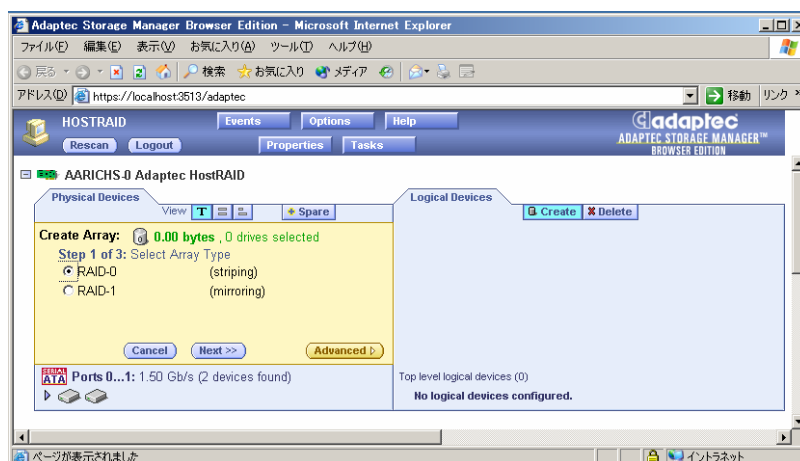 Adaptec Storage Manager Browser Edition - Microsoft Internet Explorer
ファイル(F) 編集(E) 表示(V) お気に入り(A) ツール(T) ヘルプ(H)
戻る 検索 お気に入り メディア
アドレス(D) https://localhost:3513/adaptec 移動 リンク »
HOSTRAID Events Options Help adaptec
Rescan Logout Properties Tasks ADAPTEC STORAGE MANAGER™
BROWSER EDITION
AARICHS-0 Adaptec HostRAID
Physical Devices Logical Devices
View T + Spare Create Delete
Create Array: 0.00 bytes , 0 drives selected
Step 1 of 3: Select Array Type
RAID-0 (striping)
RAID-1 (mirroring)
Cancel Next >> Advanced
SERIAL ATA Ports 0...1: 1.50 Gb/s (2 devices found)
Top level logical devices (0)
No logical devices configured.
ページが表示されました イントラネット